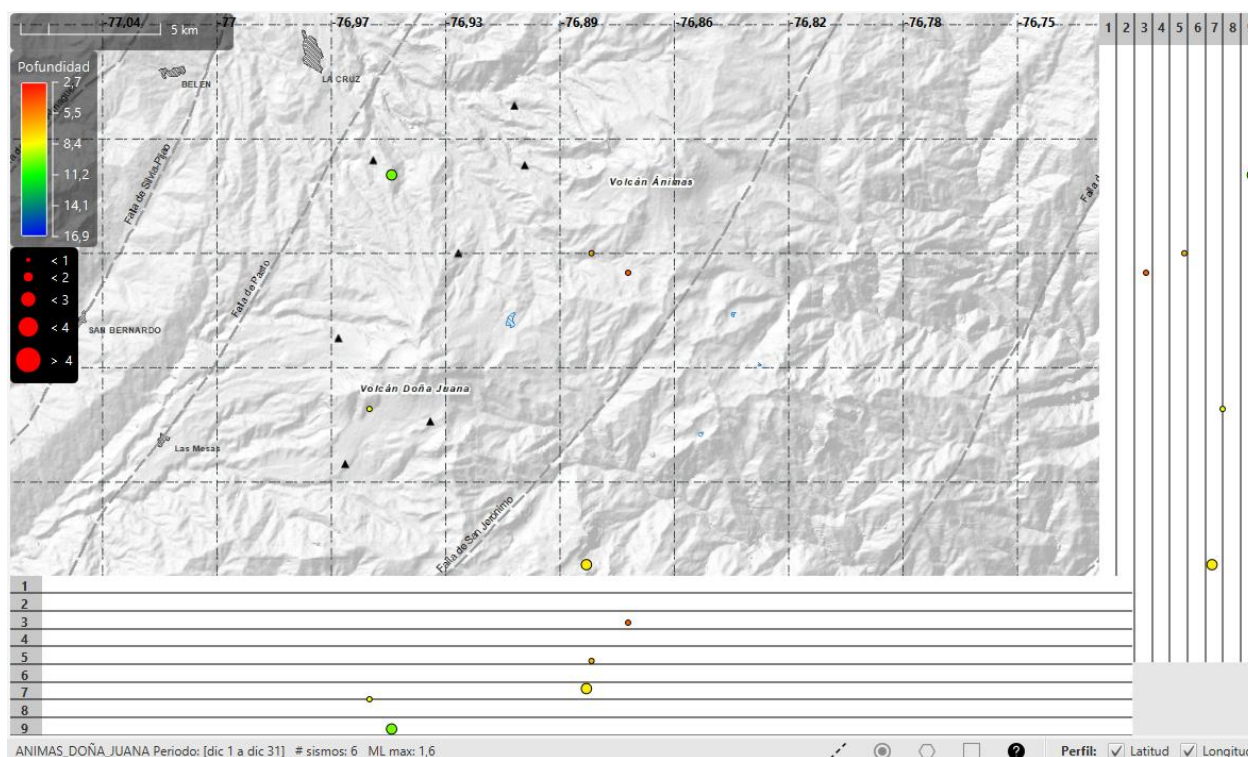 -77,04 -77 -76,97 -76,93 -76,89 -76,86 -76,82 -76,78 -76,75
5 km
Pofundidad
2,7
5,5
8,4
11,2
14,1
16,9
< 1
< 2
< 3
< 4
> 4
BELEN
LA CRUZ
SAN BERNARDO
Las Mesas
Falla de Pasto
Falla de San Jerónimo
Volcán Ánimas
Volcán Doña Juana
1 2 3 4 5 6 7 8
1
2
3
4
5
6
7
8
9
ANIMAS_DOÑA_JUANA Periodo: [dic 1 a dic 31] # sismos: 6 ML max: 1,6
? Perfil: Latitud Longitud